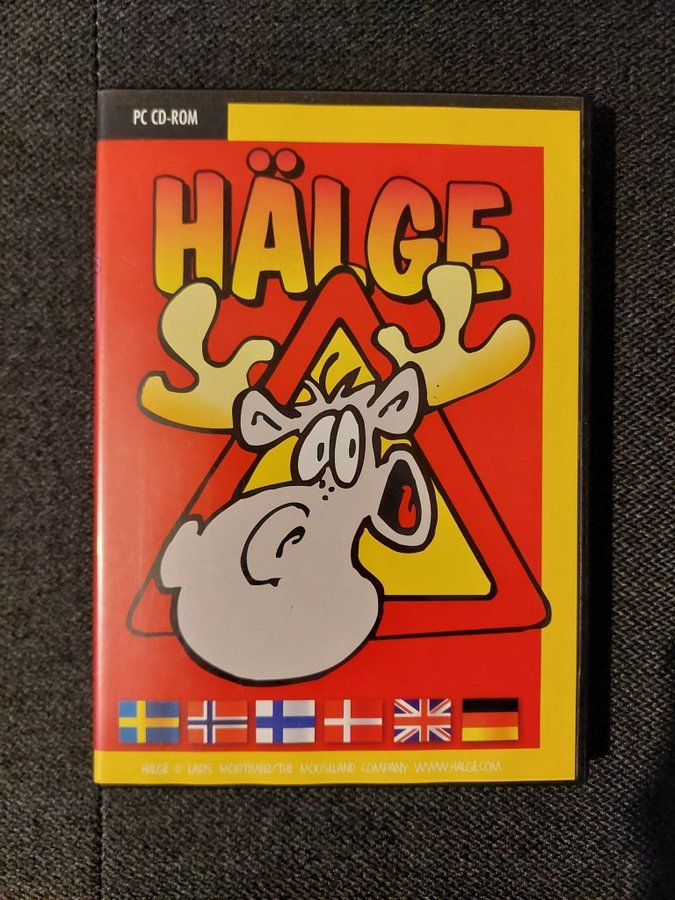 PC CD-ROM
HÄLGE
HÄLGE © LARS MORTIMER/THE MOOSELAND COMPANY WWW.HALGE.COM